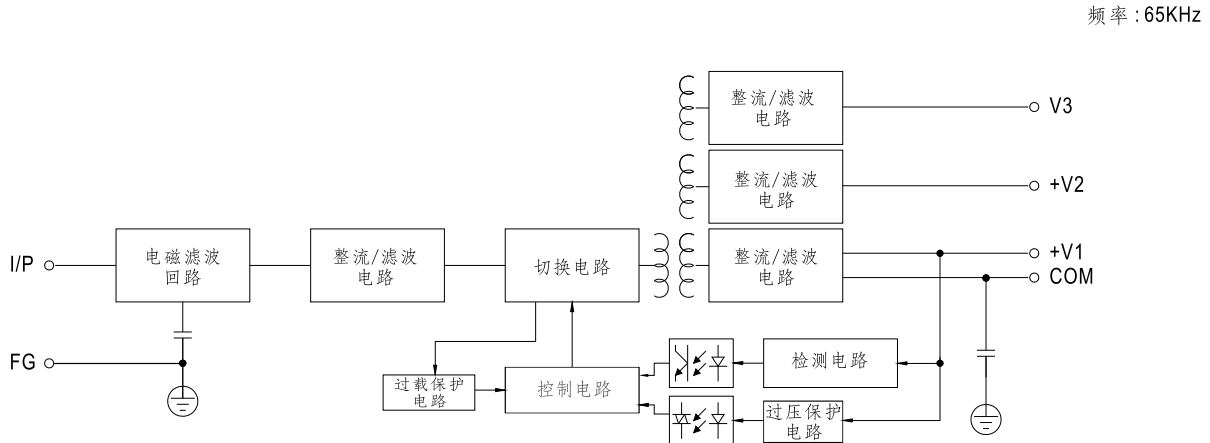 频率：65KHz
整流/滤波
电路
V3
整流/滤波
电路
+V2
I/P
电磁滤波
回路
整流/滤波
电路
切换电路
整流/滤波
电路
+V1
COM
FG
过载保护
电路
控制电路
检测电路
过压保护
电路